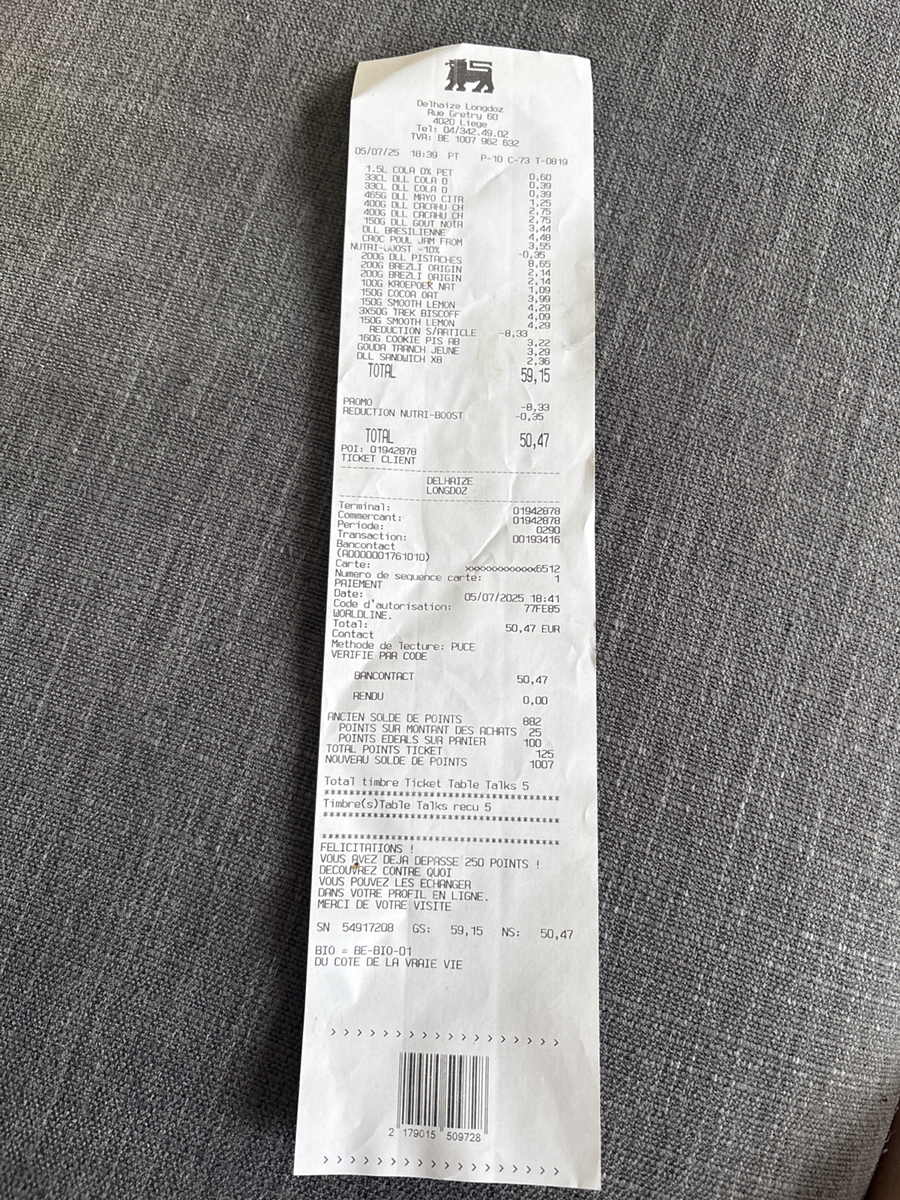 Delhaize Longdoz
Rue Gretry 60
4020 Liege
Tel: 04/342.49.02
TVA: BE 1007 962 632
05/07/25 18:39 PT P-10 C-73 T-0819
1.5L COLA 0% PET 0,60
33CL DLL COLA 0 0,39
33CL DLL COLA 0 0,39
465G DLL MAYO CITR 1,25
400G DLL CACAHU CH 2,75
400G DLL CACAHU CH 2,75
150G DLL GOUT NOIR 3,44
DLL BRESILIENNE 4,48
CROC POUL JAM FROM 3,55
NUTRI-BOOST -10% -0,35
200G DLL PISTACHES 8,65
200G BREZLI ORIGIN 2,14
200G BREZLI ORIGIN 2,14
100G KROEPOEK NAT 1,09
150G COCOA OAT 3,99
150G SMOOTH LEMON 4,29
3X50G TREK BISCOFF 4,09
150G SMOOTH LEMON 4,29
REDUCTION S/ARTICLE -8,33
160G COOKIE PIS AB 3,22
GOUDA TRANCH JEUNE 3,29
DLL SANDWICH X8 2,36
TOTAL 59,15
PROMO -8,33
REDUCTION NUTRI-BOOST -0,35
TOTAL 50,47
POI: 01942878
TICKET CLIENT
DELHAIZE
LONGDOZ
Terminal: 01942878
Commercant: 01942878
Periode: 0290
Transaction: 00193416
Bancontact
(A0000001761010)
Carte: xxxxxxxxxxxx6512
Numero de sequence carte: 1
PAIEMENT
Date: 05/07/2025 18:41
Code d'autorisation: 77FE85
WORLDLINE.
Total: 50,47 EUR
Contact
Methode de lecture: PUCE
VERIFIE PAR CODE
BANCONTACT 50,47
RENDU 0,00
ANCIEN SOLDE DE POINTS 882
POINTS SUR MONTANT DES ACHATS 25
POINTS EDEALS SUR PANIER 100
TOTAL POINTS TICKET 125
NOUVEAU SOLDE DE POINTS 1007
Total timbre Ticket Table Talks 5
****************************************
Timbre(s)Table Talks recu 5
****************************************
****************************************
FELICITATIONS !
VOUS AVEZ DEJA DEPASSE 250 POINTS !
DECOUVREZ CONTRE QUOI
VOUS POUVEZ LES ECHANGER
DANS VOTRE PROFIL EN LIGNE.
MERCI DE VOTRE VISITE
SN 54917208 GS: 59,15 NS: 50,47
BIO = BE-BIO-01
DU COTE DE LA VRAIE VIE
> > > > > > > > > > > > > > > > >
2 179015 509728
> > > > > > > > > > > > > > > > >